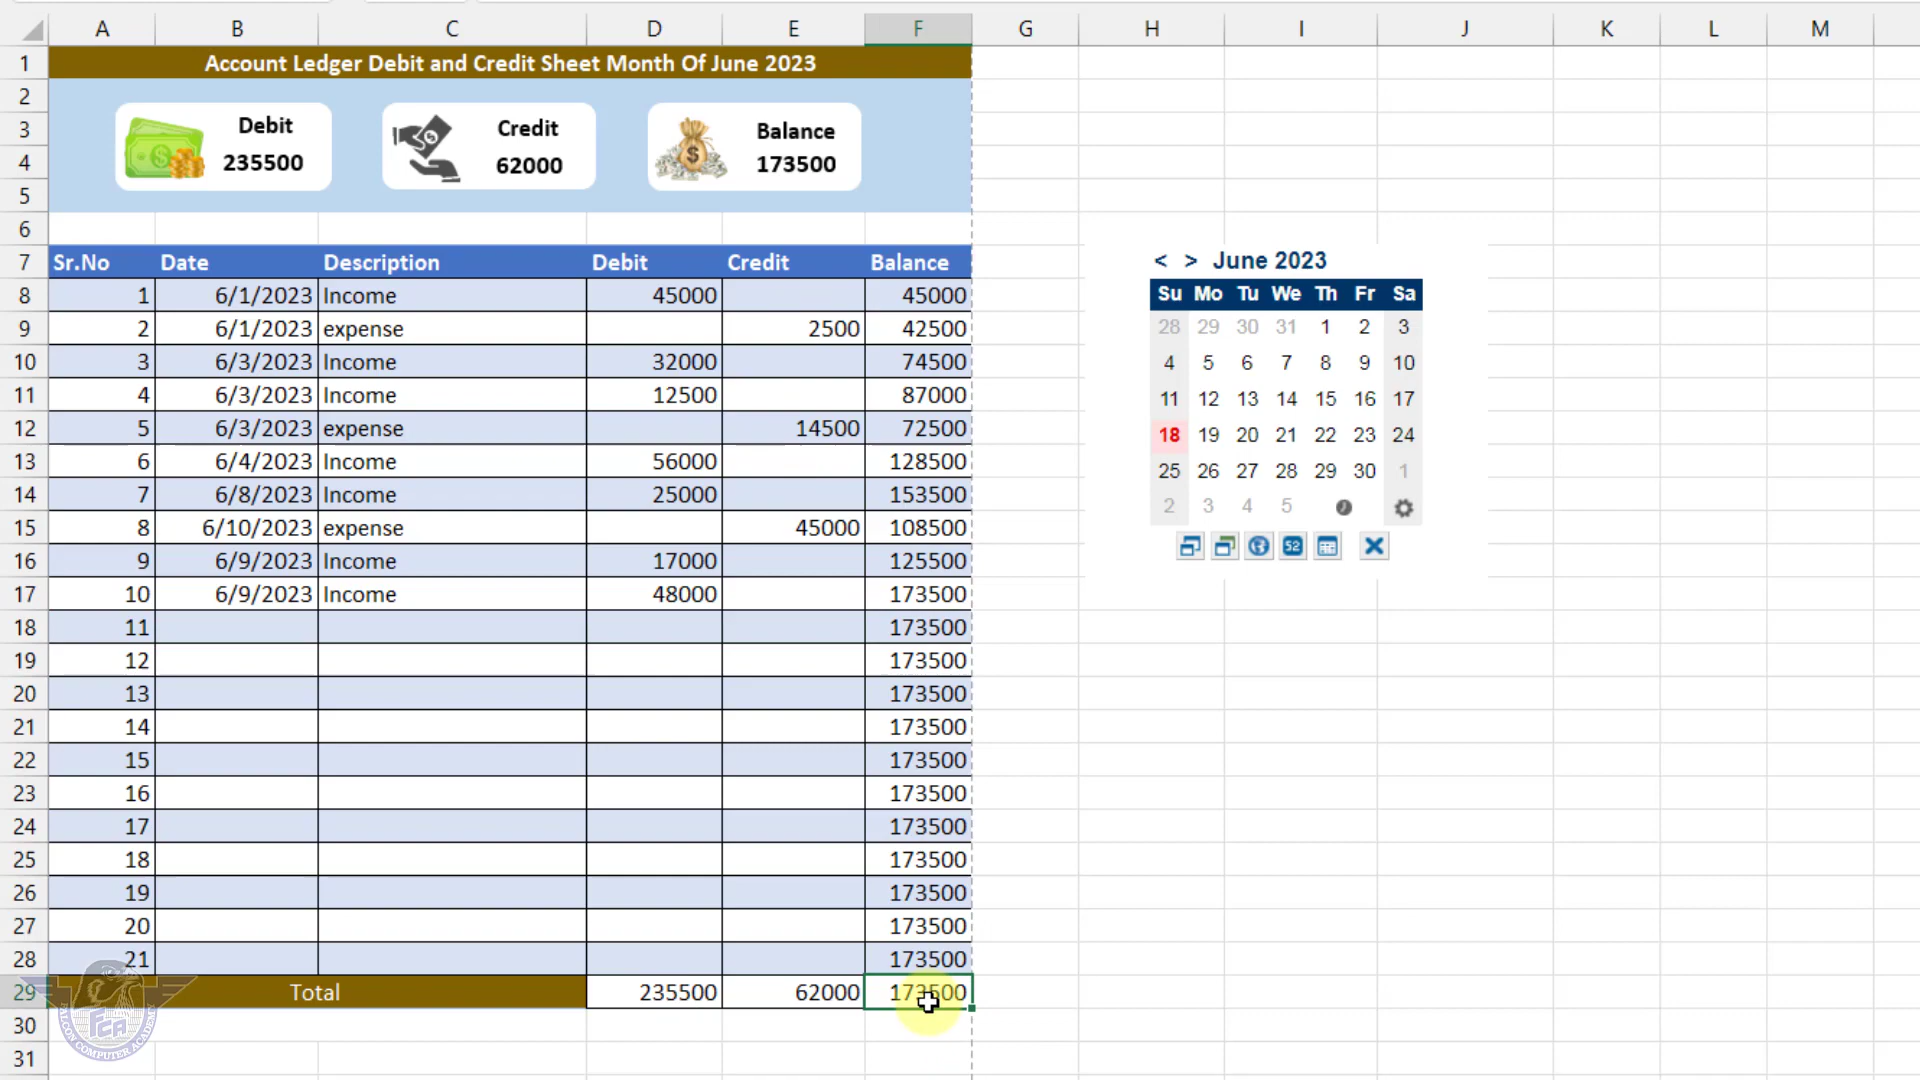 A B C D E F G H I J K L M
1 Account Ledger Debit and Credit Sheet Month Of June 2023
2
3 Debit Credit Balance
4 235500 62000 173500
5
6
7 Sr.No Date Description Debit Credit Balance
8 1 6/1/2023 Income 45000 45000
9 2 6/1/2023 expense 2500 42500
10 3 6/3/2023 Income 32000 74500
11 4 6/3/2023 Income 12500 87000
12 5 6/3/2023 expense 14500 72500
13 6 6/4/2023 Income 56000 128500
14 7 6/8/2023 Income 25000 153500
15 8 6/10/2023 expense 45000 108500
16 9 6/9/2023 Income 17000 125500
17 10 6/9/2023 Income 48000 173500
18 11 173500
19 12 173500
20 13 173500
21 14 173500
22 15 173500
23 16 173500
24 17 173500
25 18 173500
26 19 173500
27 20 173500
28 21 173500
29 Total 235500 62000 173500
30
31
< > June 2023
Su Mo Tu We Th Fr Sa
28 29 30 31 1 2 3
4 5 6 7 8 9 10
11 12 13 14 15 16 17
18 19 20 21 22 23 24
25 26 27 28 29 30 1
2 3 4 5
52
FCA
FALCON COMPUTER ACADEMY